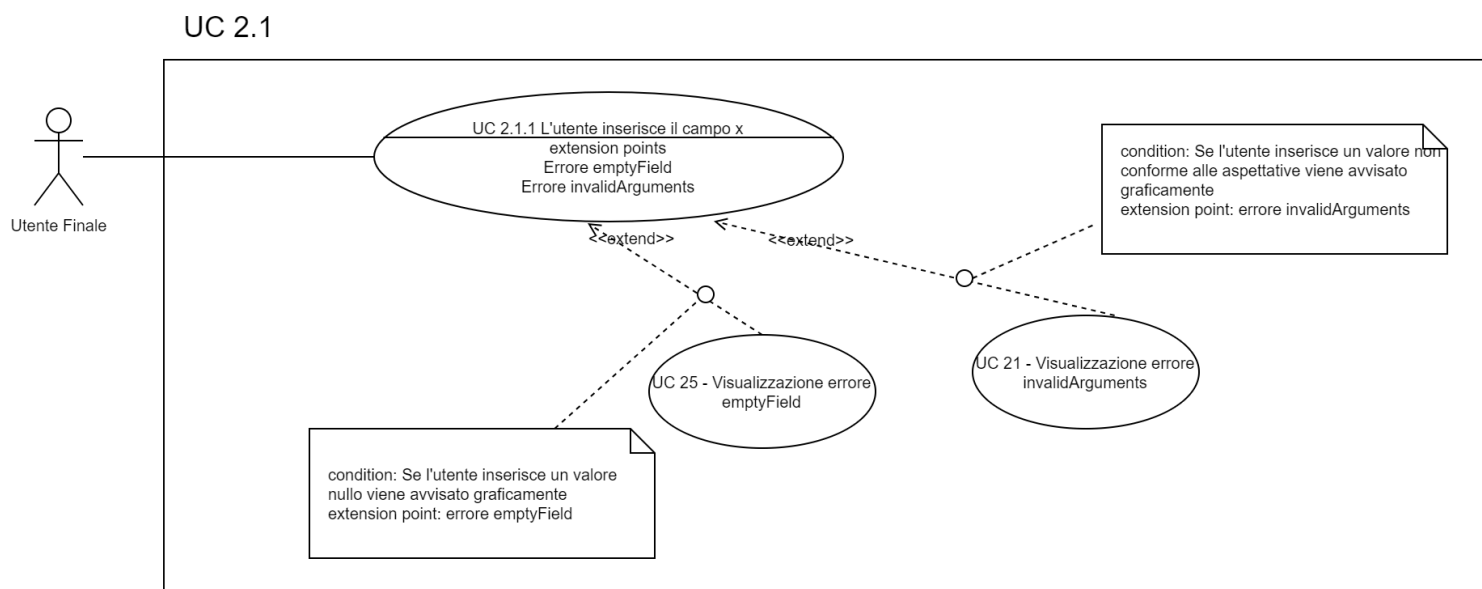 UC 2.1
UC 2.1.1 L'utente inserisce il campo x
extension points
Errore emptyField
Errore invalidArguments
condition: Se l'utente inserisce un valore non
conforme alle aspettative viene avvisato
graficamente
extension point: errore invalidArguments
Utente Finale
<<extend>>
<<extend>>
UC 25 - Visualizzazione errore
emptyField
UC 21 - Visualizzazione errore
invalidArguments
condition: Se l'utente inserisce un valore
nullo viene avvisato graficamente
extension point: errore emptyField